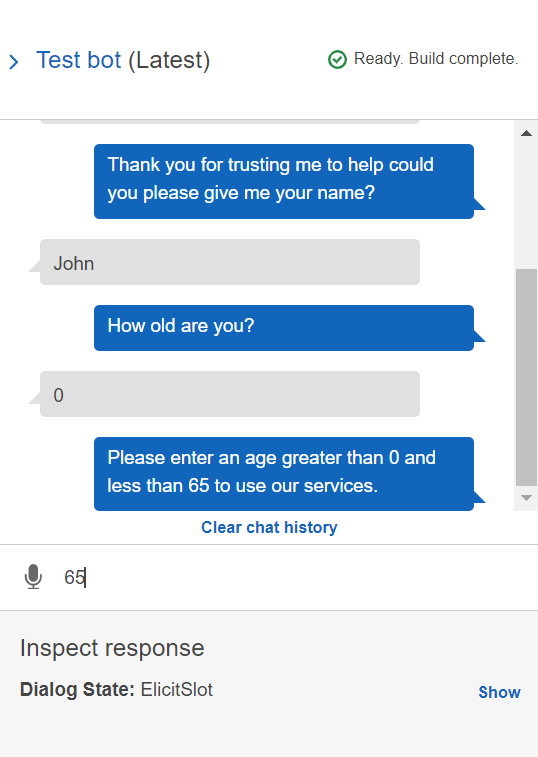 Test bot (Latest)
Ready. Build complete.
Thank you for trusting me to help could
you please give me your name?
John
How old are you?
0
Please enter an age greater than 0 and
less than 65 to use our services.
Clear chat history
65
Inspect response
Dialog State: ElicitSlot
Show